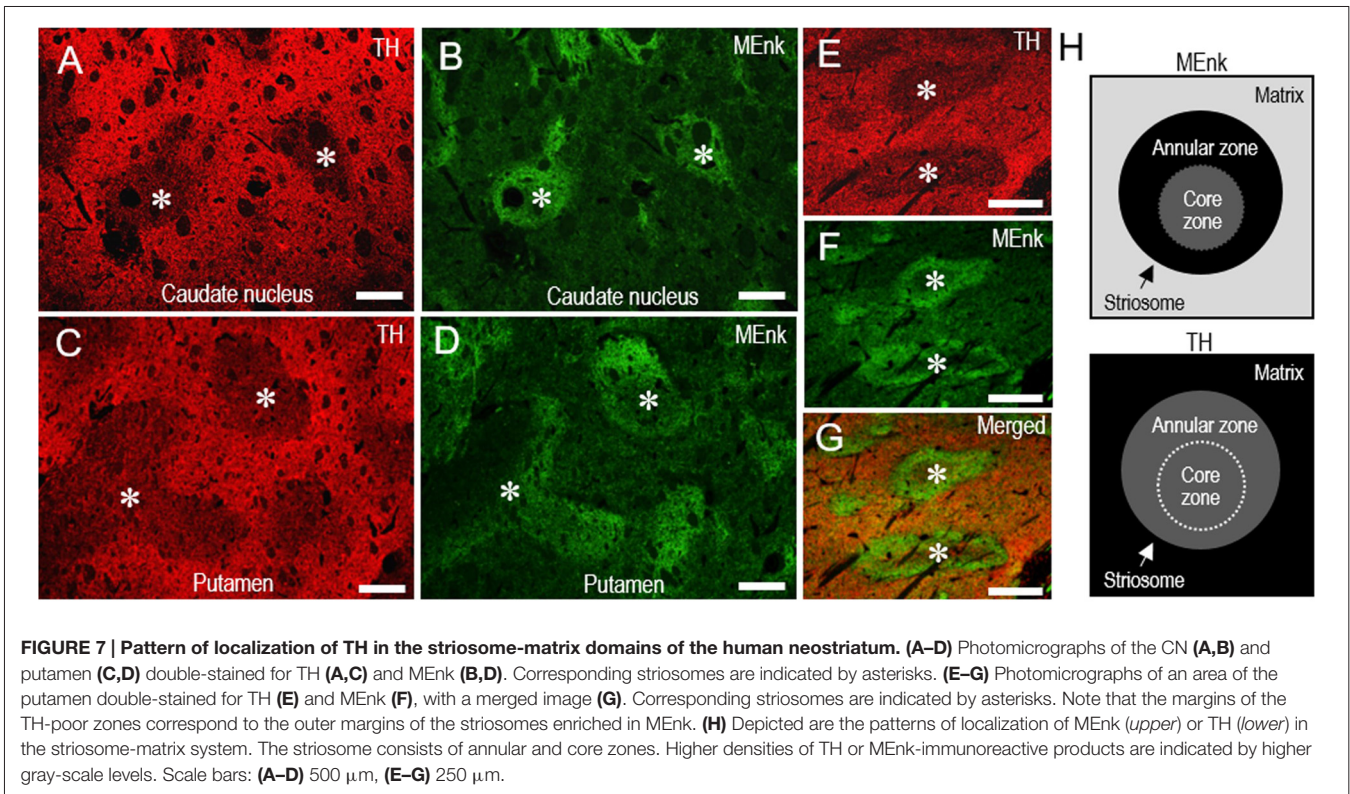 A
TH
Caudate nucleus
B
MEnk
Caudate nucleus
C
TH
Putamen
D
MEnk
Putamen
E
TH
F
MEnk
G
Merged
H
MEnk
Matrix
Annular zone
Core
zone
Striosome
TH
Matrix
Annular zone
Core
zone
Striosome
* * * * * * * * * * * * * *
FIGURE 7 | Pattern of localization of TH in the striosome-matrix domains of the human neostriatum. (A–D) Photomicrographs of the CN (A,B) and
putamen (C,D) double-stained for TH (A,C) and MEnk (B,D). Corresponding striosomes are indicated by asterisks. (E–G) Photomicrographs of an area of the
putamen double-stained for TH (E) and MEnk (F), with a merged image (G). Corresponding striosomes are indicated by asterisks. Note that the margins of the
TH-poor zones correspond to the outer margins of the striosomes enriched in MEnk. (H) Depicted are the patterns of localization of MEnk (upper) or TH (lower) in
the striosome-matrix system. The striosome consists of annular and core zones. Higher densities of TH or MEnk-immunoreactive products are indicated by higher
gray-scale levels. Scale bars: (A–D) 500 μm, (E–G) 250 μm.